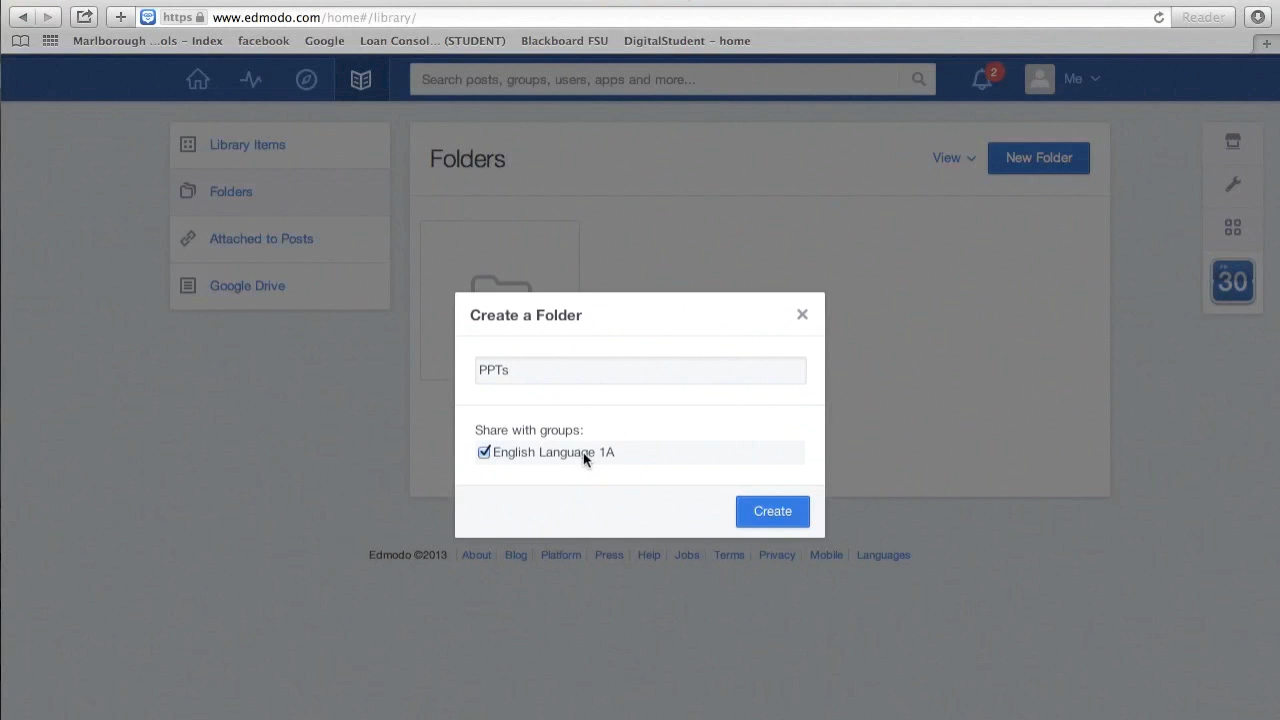 https www.edmodo.com/home#/library/ Reader
Marlborough ...ols - Index facebook Google Loan Consol... (STUDENT) Blackboard FSU DigitalStudent - home
Search posts, groups, users, apps and more... 2 Me
Library Items
Folders
Attached to Posts
Google Drive
Folders View New Folder
30
Create a Folder
PPTs
Share with groups:
English Language 1A
Create
Edmodo ©2013 About Blog Platform Press Help Jobs Terms Privacy Mobile Languages